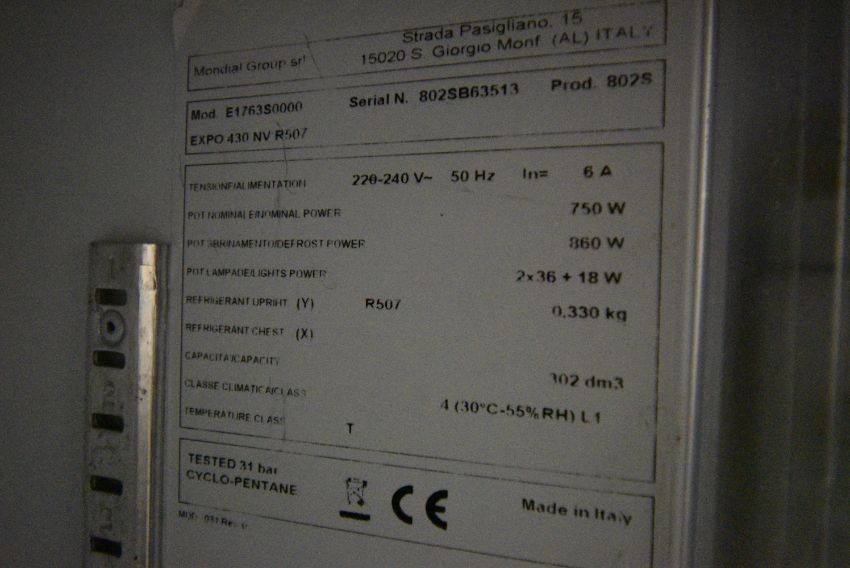 Mondial Group srl
Strada Pasigliano. 15
15020 S. Giorgio Monf (AL) ITALY
Mod. E1763S0000 Serial N. 802SB63513 Prod. 802S
EXPO 430 NV R507
TENSIONE/ALIMENTATION 220-240 V~ 50 Hz In= 6 A
POT NOMINALE/NOMINAL POWER 750 W
POT SBRINAMENTO/DEFROST POWER 860 W
POT LAMPADE/LIGHTS POWER 2x36 + 18 W
REFRIGERANT UPRIHT (Y) R507 0.330 kg
REFRIGERANT CHEST (X)
CAPACITA'/CAPACITY 302 dm3
CLASSE CLIMATICA/CLASS 4 (30°C-55%RH) L1
TEMPERATURE CLASS T
TESTED 31 bar
CYCLO-PENTANE
CE
Made in Italy